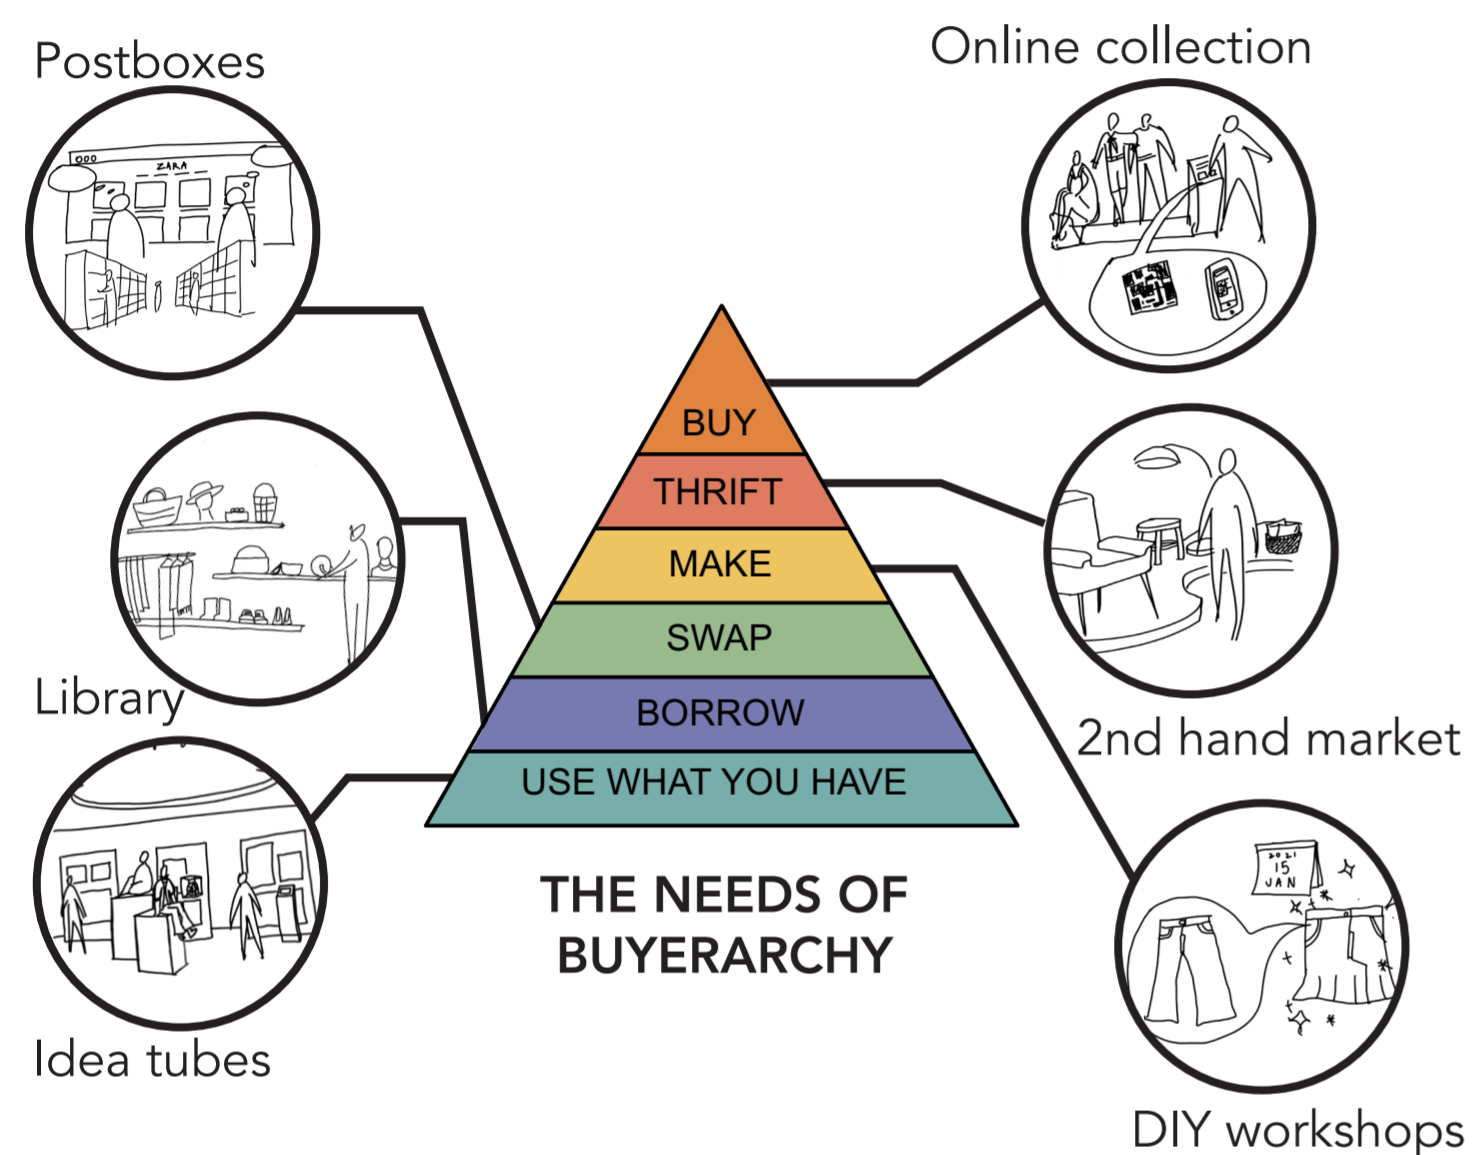 Postboxes
Online collection
ZARA
BUY
THRIFT
MAKE
SWAP
BORROW
USE WHAT YOU HAVE
Library
2nd hand market
THE NEEDS OF
BUYERARCHY
2021
15
JAN
Idea tubes
DIY workshops